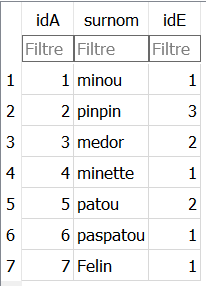 idA surnom idE
Filtre Filtre Filtre
1 1 minou 1
2 2 pinpin 3
3 3 medor 2
4 4 minette 1
5 5 patou 2
6 6 paspatou 1
7 7 Felin 1